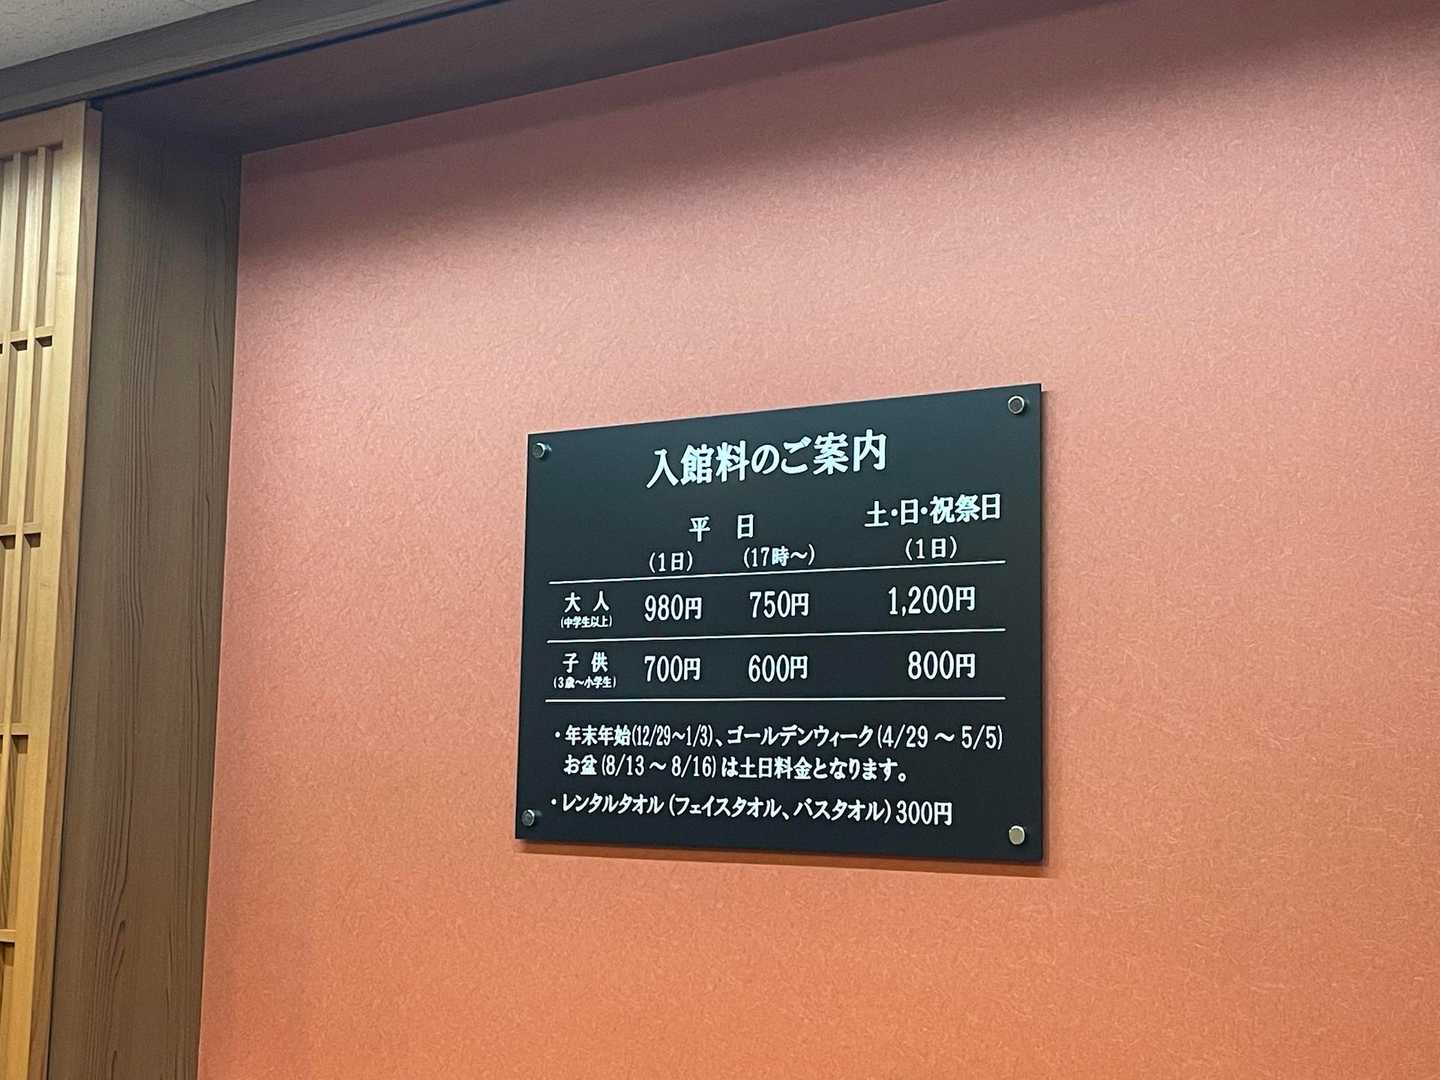 入館料のご案内
平 日 土・日・祝祭日
(1日) (17時～) (1日)
大 人 980円 750円 1,200円
(中学生以上)
子 供 700円 600円 800円
(3歳～小学生)
・年末年始(12/29～1/3)、ゴールデンウィーク(4/29 ～ 5/5)
お盆(8/13 ～ 8/16)は土日料金となります。
・レンタルタオル(フェイスタオル、バスタオル)300円